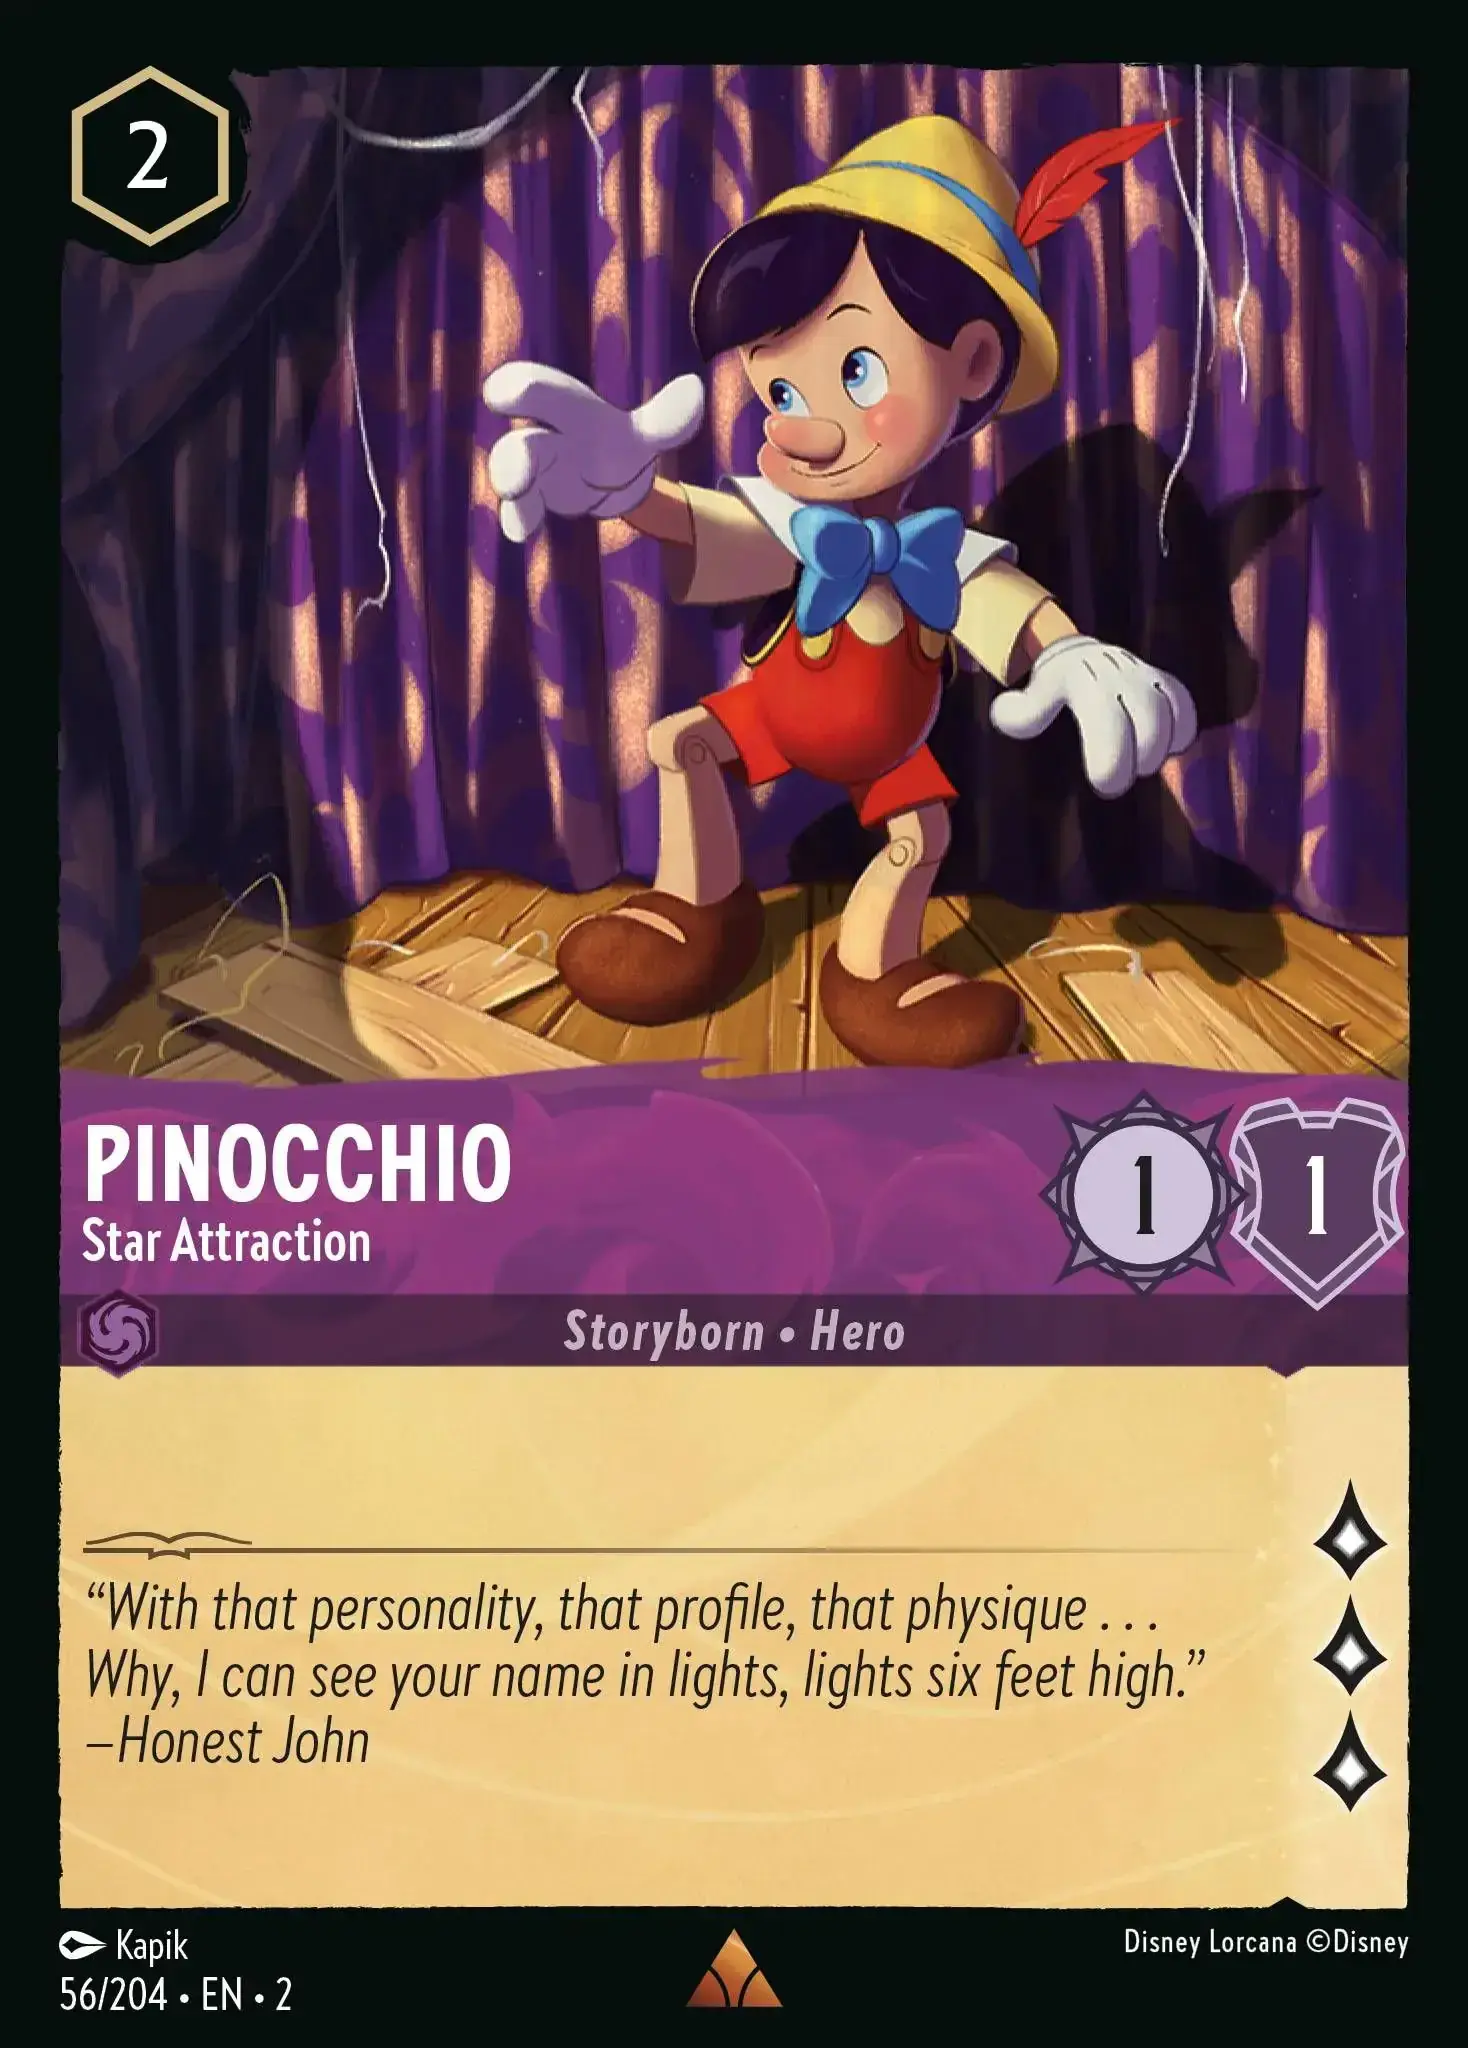 2
PINOCCHIO
Star Attraction
1
1
Storyborn • Hero
“With that personality, that profile, that physique . . .
Why, I can see your name in lights, lights six feet high.”
–Honest John
Kapik
Disney Lorcana ©Disney
56/204 • EN • 2